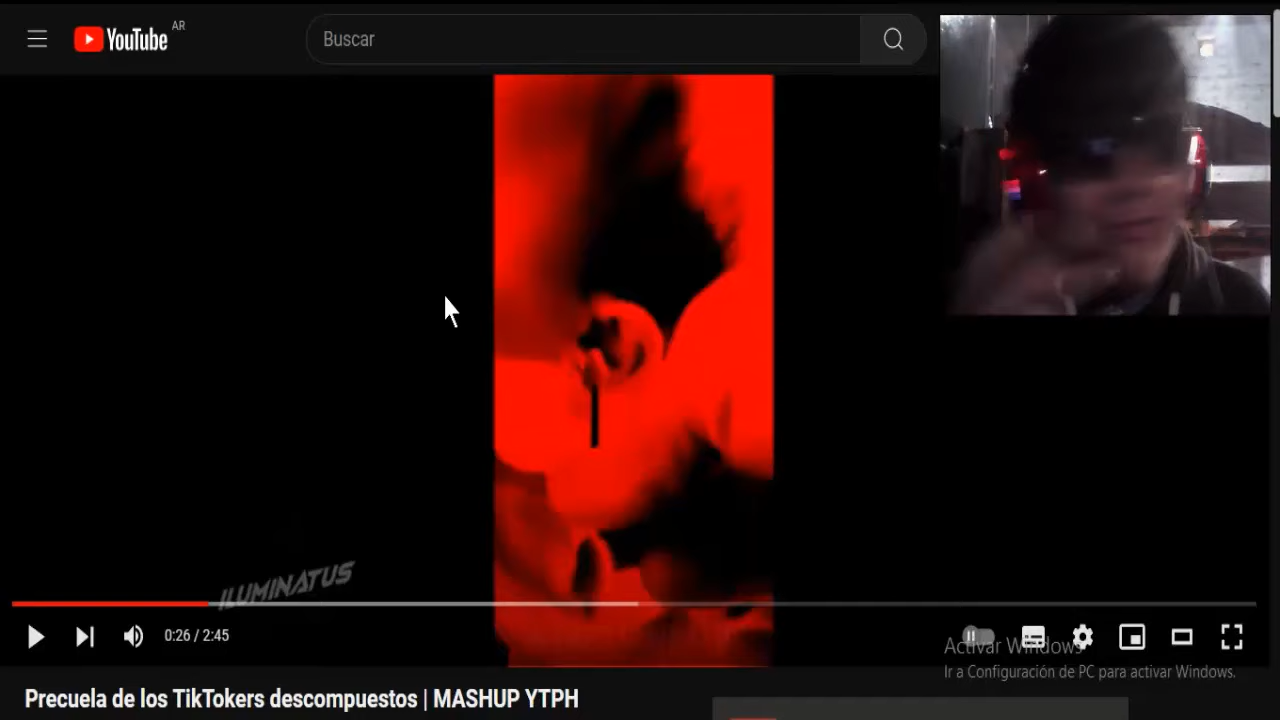 YouTube
AR
Buscar
ILUMINATUS
0:26 / 2:45
Activar Windows
Ir a Configuración de PC para activar Windows.
Precuela de los TikTokers descompuestos | MASHUP YTPH